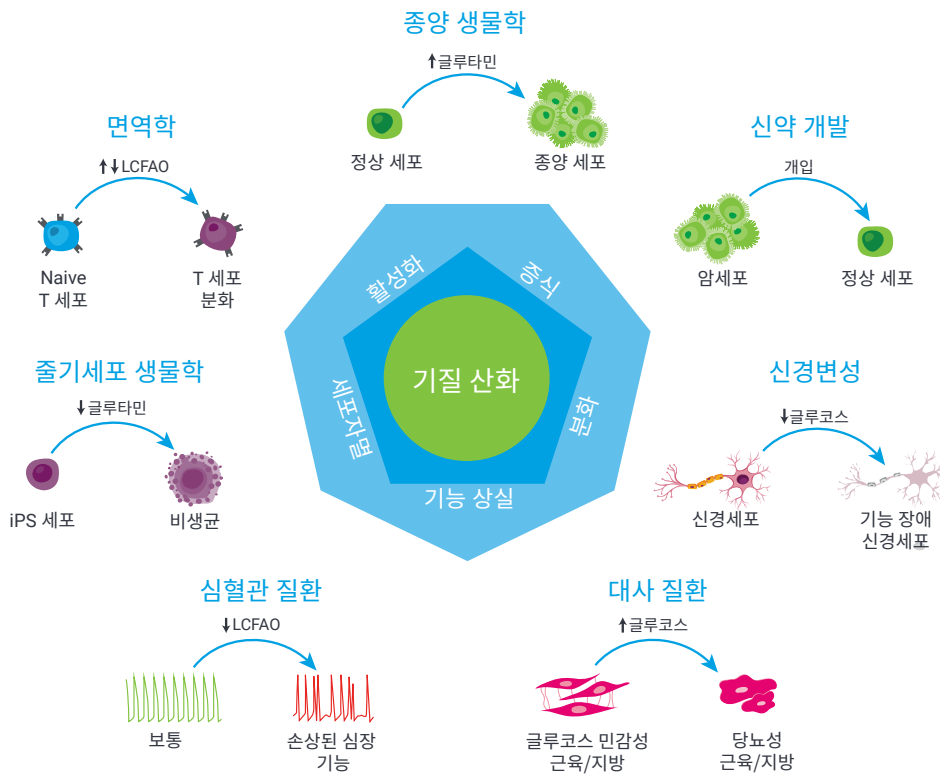 종양 생물학
↑글루타민
정상 세포
종양 세포
면역학
↑↓LCFAO
Naive
T 세포
T 세포
분화
신약 개발
개입
암세포
정상 세포
활성화
증식
세포자멸
분화
기능 상실
기질 산화
줄기세포 생물학
↓글루타민
iPS 세포
비생균
신경변성
↓글루코스
신경세포
기능 장애
신경세포
심혈관 질환
↓LCFAO
보통
손상된 심장
기능
대사 질환
↑글루코스
글루코스 민감성
근육/지방
당뇨성
근육/지방